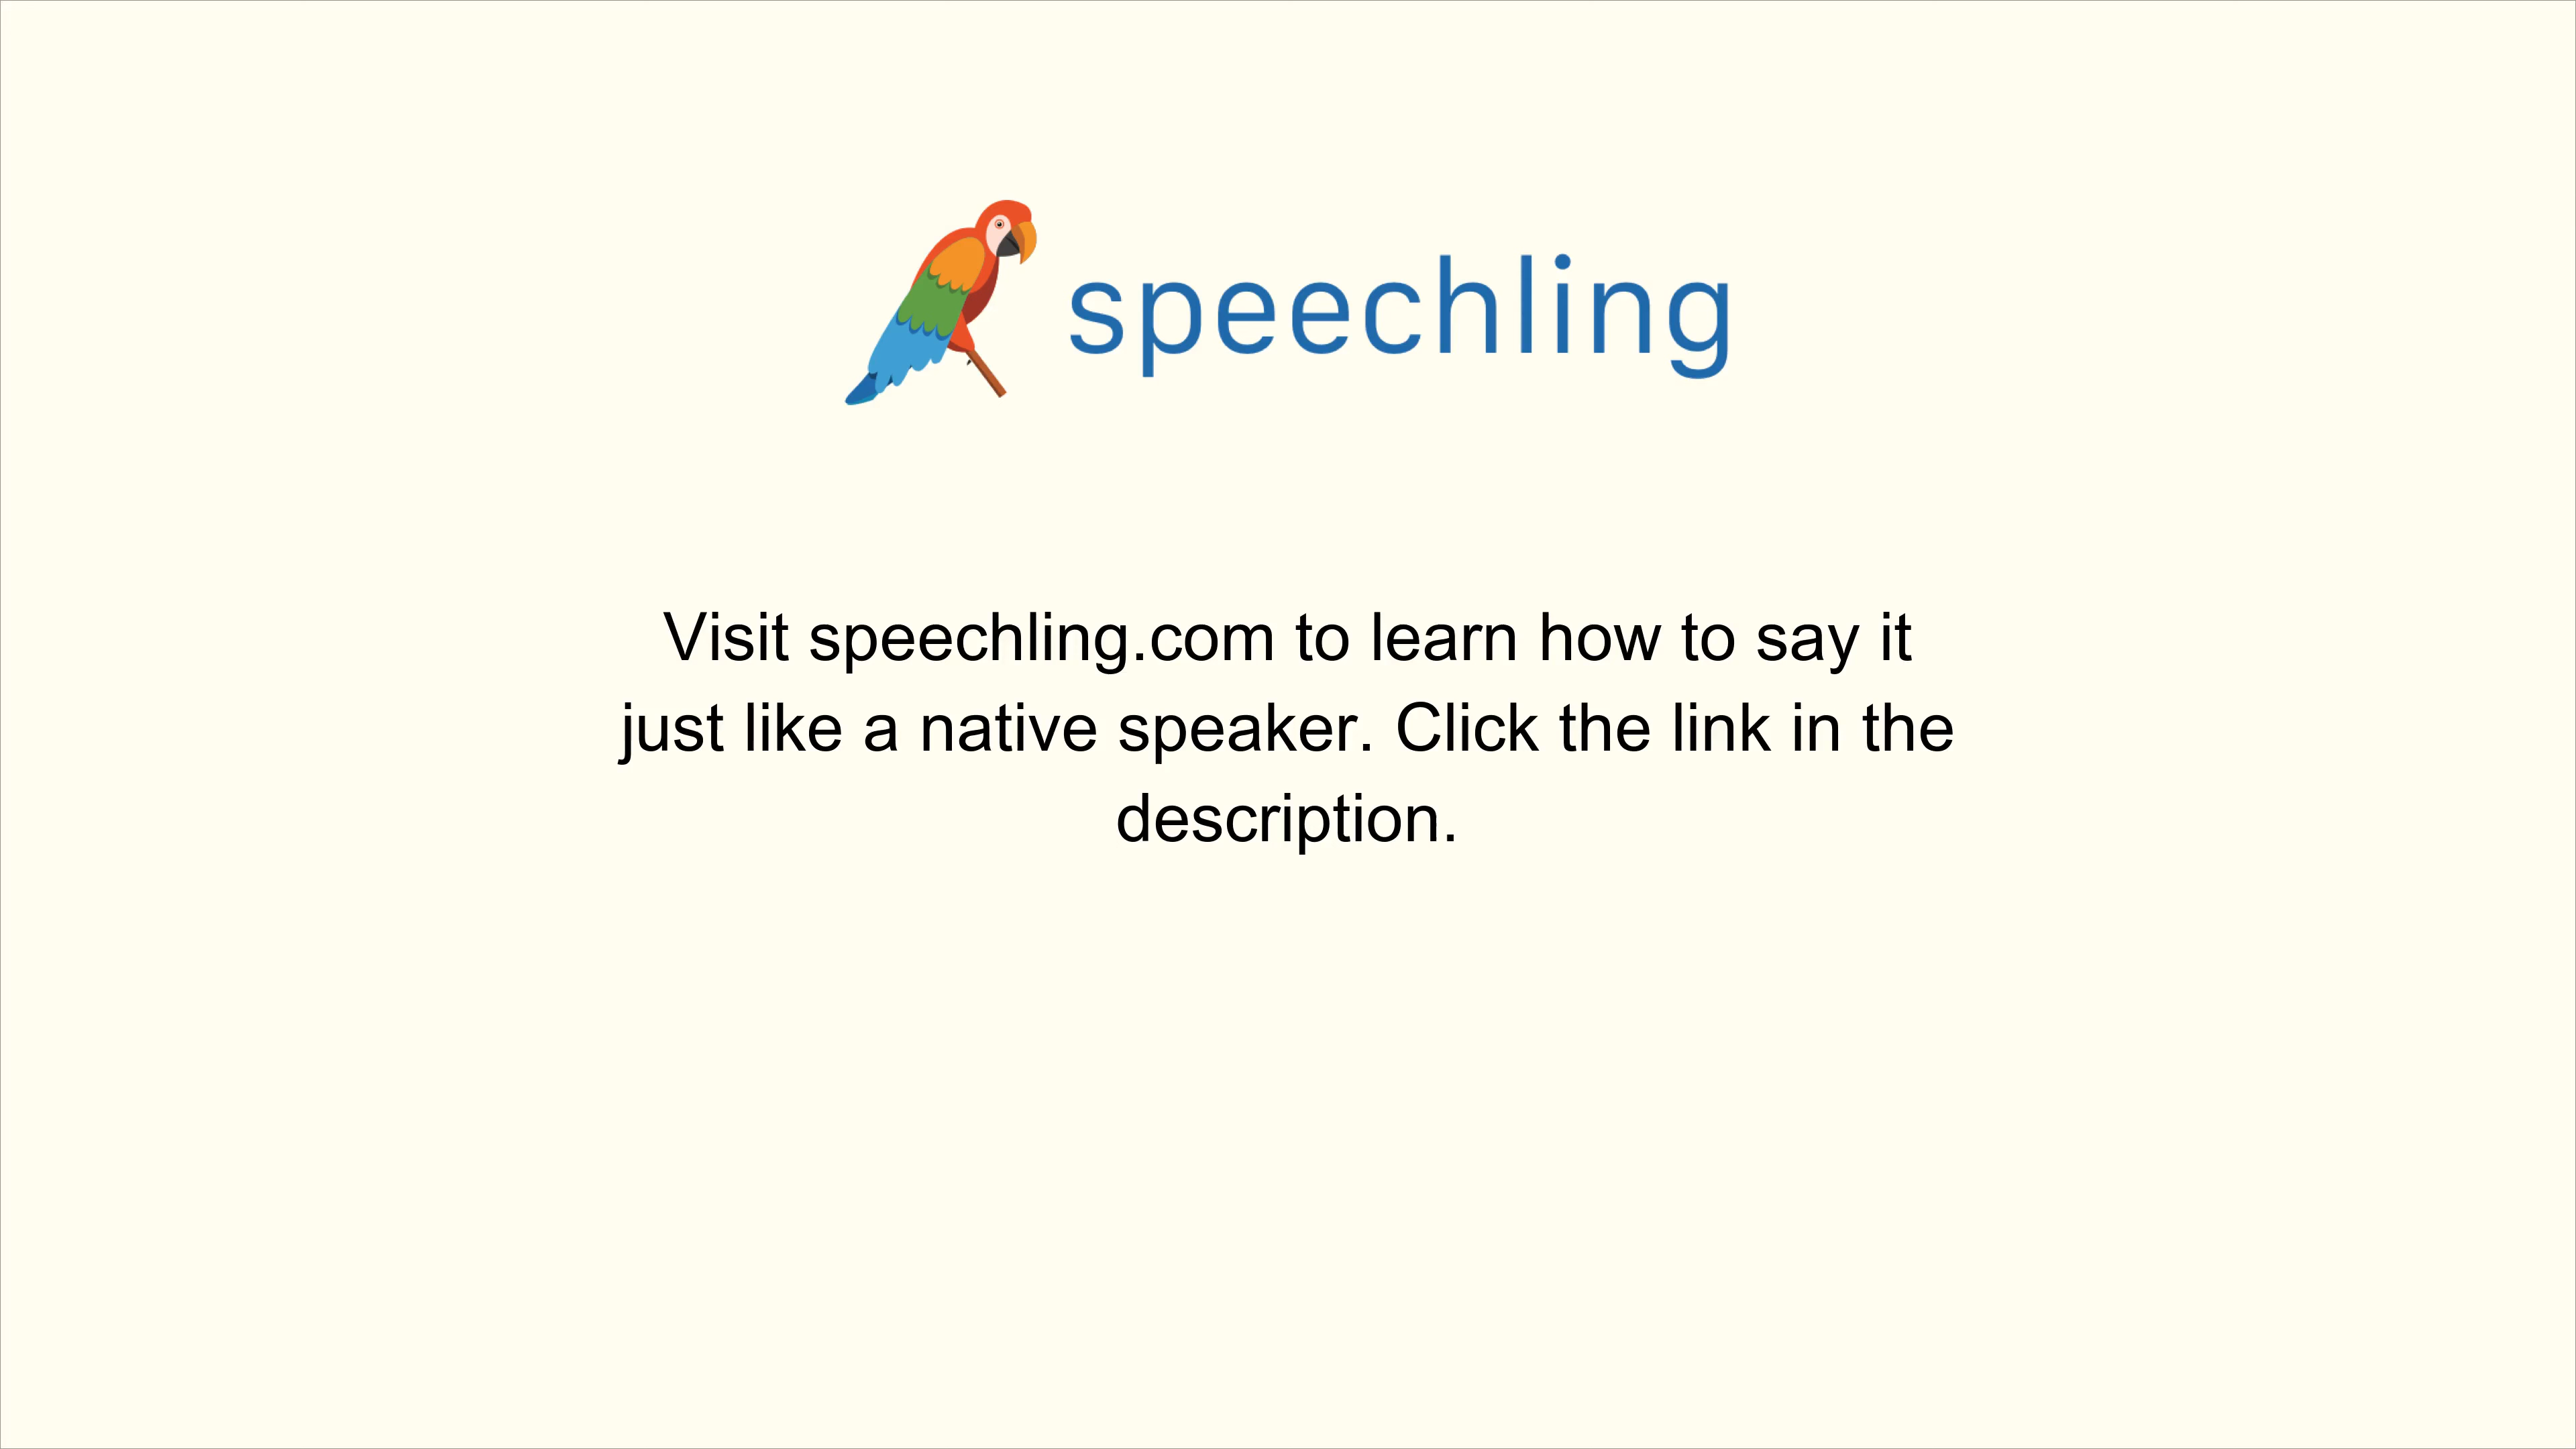 speechling
Visit speechling.com to learn how to say it
just like a native speaker. Click the link in the
description.